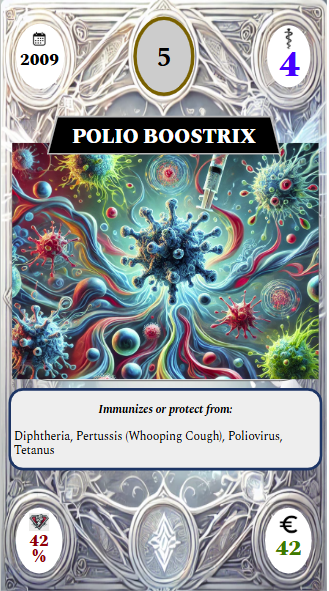 2009
5
4
POLIO BOOSTRIX
Immunizes or protect from:
Diphtheria, Pertussis (Whooping Cough), Poliovirus,
Tetanus
42
%
€
42